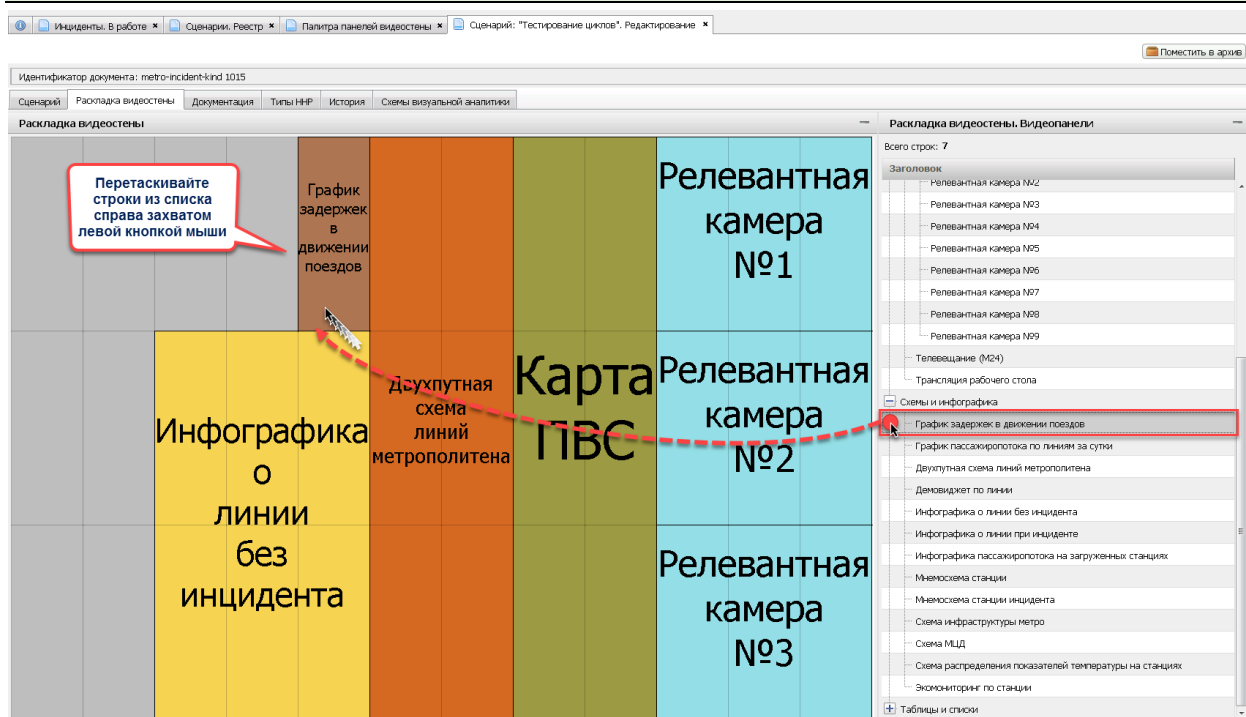 Инциденты. В работе × Сценарии. Реестр × Палитра панелей видеостены × Сценарий: "Тестирование циклов". Редактирование ×
Поместить в архив
Идентификатор документа: metro-incident-kind 1015
Сценарий Раскладка видеостены Документация Типы ННР История Схемы визуальной аналитики
Раскладка видеостены
Перетаскивайте
строки из списка
справа захватом
левой кнопкой мыши
График
задержек
в
движении
поездов
Инфографика
о
линии
без
инцидента
Двухпутная
схема
линий
метрополитена
Карта
ПВС
Релевантная
камера
№1
Релевантная
камера
№2
Релевантная
камера
№3
Раскладка видеостены. Видеопанели
Всего строк: 7
Заголовок
Релевантная камера №2
Релевантная камера №3
Релевантная камера №4
Релевантная камера №5
Релевантная камера №6
Релевантная камера №7
Релевантная камера №8
Релевантная камера №9
Телевещание (М24)
Трансляция рабочего стола
Схемы и инфографика
График задержек в движении поездов
График пассажиропотока по линиям за сутки
Двухпутная схема линий метрополитена
Демовиджет по линии
Инфографика о линии без инцидента
Инфографика о линии при инциденте
Инфографика пассажиропотока на загруженных станциях
Мнемосхема станции
Мнемосхема станции инцидента
Схема инфраструктуры метро
Схема МЦД
Схема распределения показателей температуры на станциях
Экомониторинг по станции
Таблицы и списки